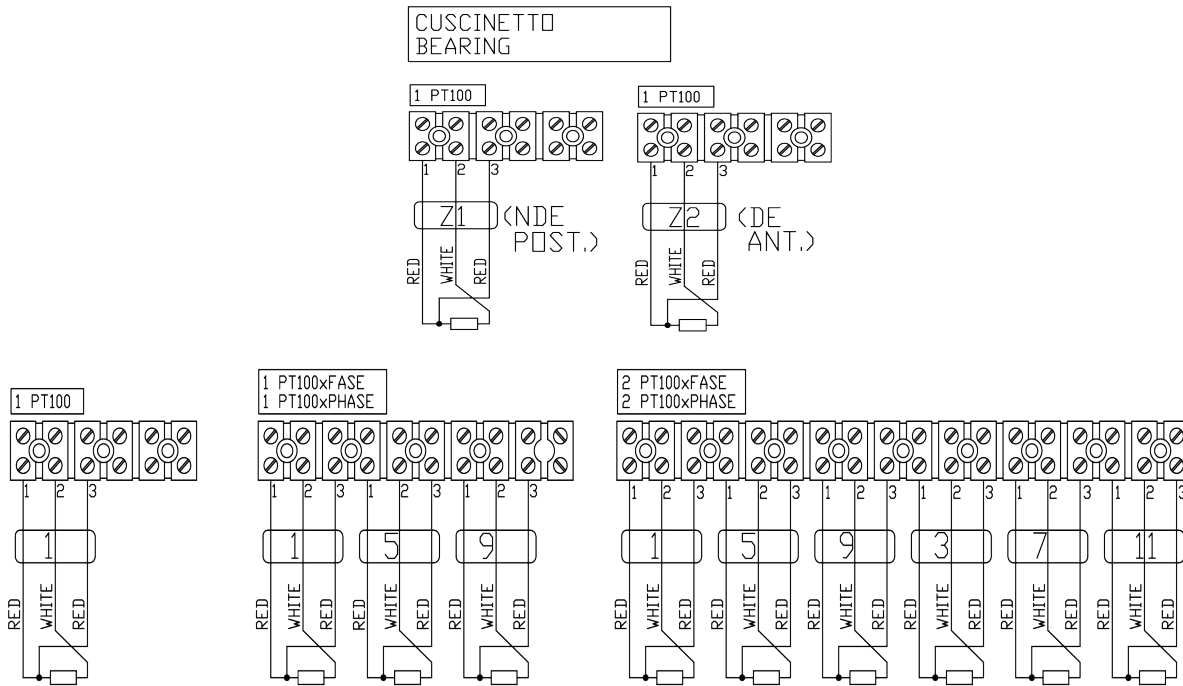 CUSCINETTO
BEARING
1 PT100
1 PT100
1 2 3
1 2 3
Z1
(NDE
POST.)
Z2
(DE
ANT.)
RED WHITE RED
RED WHITE RED
1 PT100
1 PT100xFASE
1 PT100xPHASE
2 PT100xFASE
2 PT100xPHASE
1 2 3
1 2 3 1 2 3 1 2 3
1 2 3 1 2 3 1 2 3 1 2 3 1 2 3 1 2 3
1
1 5 9
1 5 9 3 7 11
RED WHITE RED
RED WHITE RED RED WHITE RED RED WHITE RED
RED WHITE RED RED WHITE RED RED WHITE RED RED WHITE RED RED WHITE RED RED WHITE RED